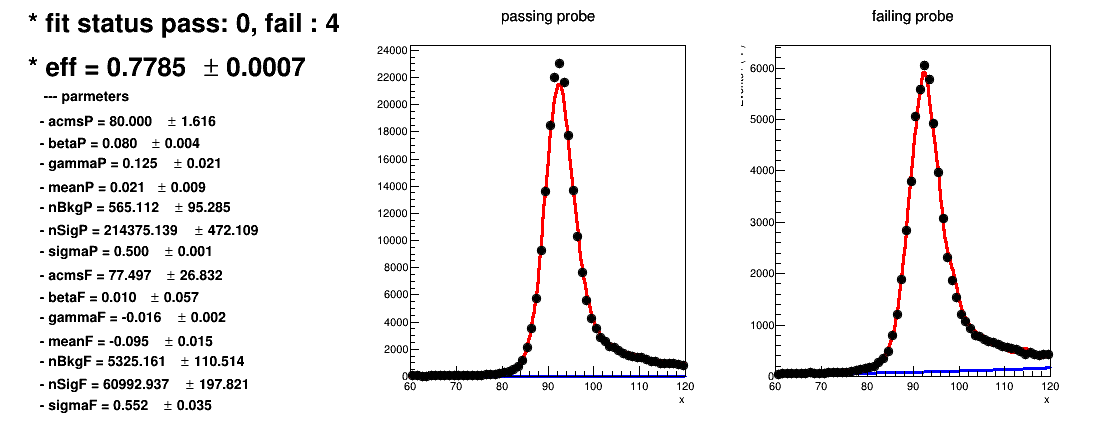 * fit status pass: 0, fail : 4
* eff = 0.7785 ± 0.0007
--- parmeters
- acmsP = 80.000 ± 1.616
- betaP = 0.080 ± 0.004
- gammaP = 0.125 ± 0.021
- meanP = 0.021 ± 0.009
- nBkgP = 565.112 ± 95.285
- nSigP = 214375.139 ± 472.109
- sigmaP = 0.500 ± 0.001
- acmsF = 77.497 ± 26.832
- betaF = 0.010 ± 0.057
- gammaF = -0.016 ± 0.002
- meanF = -0.095 ± 0.015
- nBkgF = 5325.161 ± 110.514
- nSigF = 60992.937 ± 197.821
- sigmaF = 0.552 ± 0.035
passing probe
24000
22000
20000
18000
16000
14000
12000
10000
8000
6000
4000
2000
0
60 70 80 90 100 110 120
x
failing probe
6000
5000
4000
3000
2000
1000
0
60 70 80 90 100 110 120
x